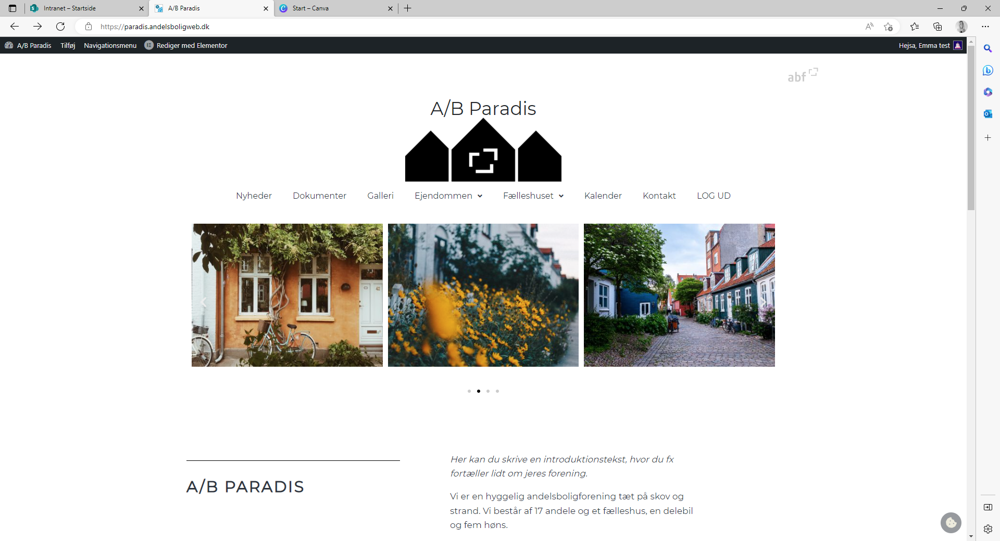 Intranet – Startside
A/B Paradis
Start – Canva
https://paradis.andelsboligweb.dk
A/B Paradis
Tilføj
Navigationsmenu
Rediger med Elementor
Hejsa, Emma test
abf
A/B Paradis
Nyheder
Dokumenter
Galleri
Ejendommen
Fælleshuset
Kalender
Kontakt
LOG UD
42
A/B PARADIS
Her kan du skrive en introduktionstekst, hvor du fx
fortæller lidt om jeres forening.
Vi er en hyggelig andelsboligforening tæt på skov og
strand. Vi består af 17 andele og et fælleshus, en delebil
og fem høns.